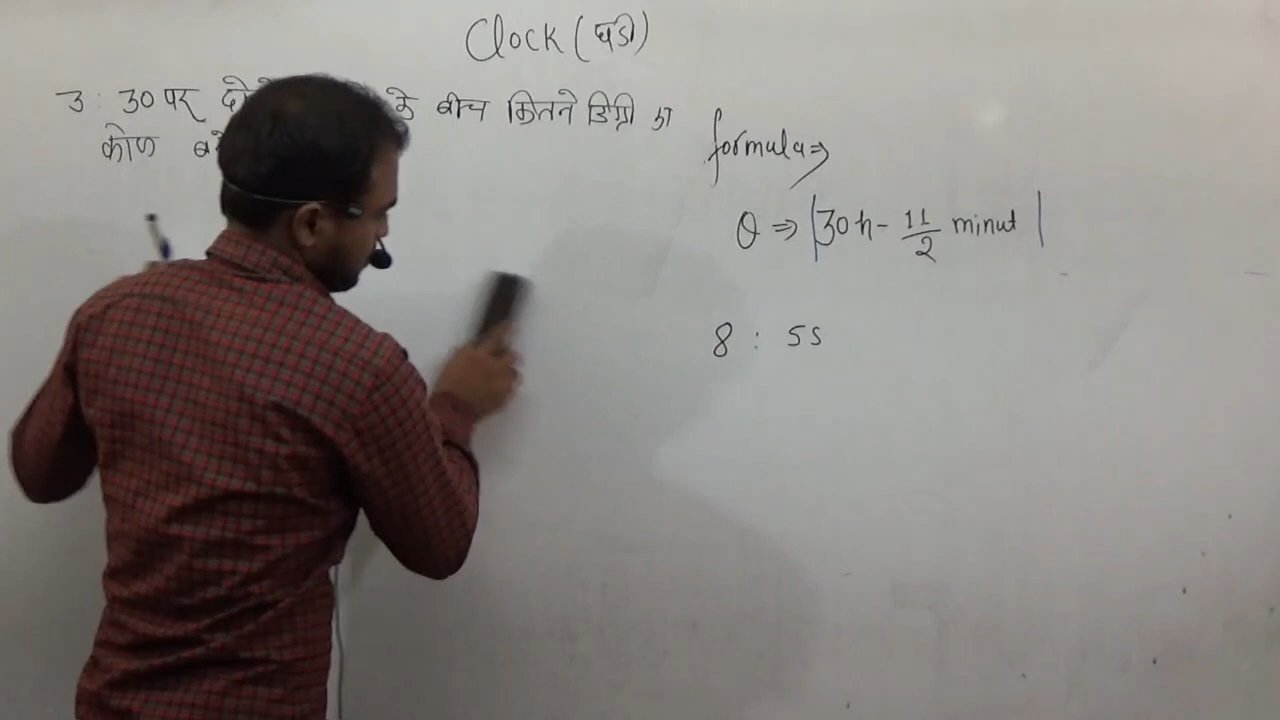 Clock (घडी)
3 : 30 पर के बीच कितने डिग्री का
कोण
formula⇒
θ ⇒ |30h - 11/2 minut |
8 : 55